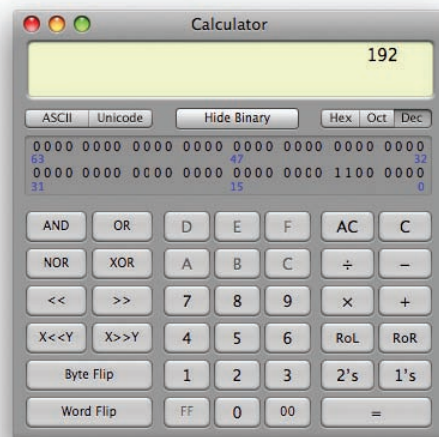 Calculator
192
ASCII Unicode Hide Binary Hex Oct Dec
0000 0000 0000 0000 0000 0000 0000 0000
63 47 32
0000 0000 0000 0000 0000 0000 1100 0000
31 15 0
AND OR D E F AC C
NOR XOR A B C ÷ −
<< >> 7 8 9 × +
X<<Y X>>Y 4 5 6 RoL RoR
Byte Flip 1 2 3 2's 1's
Word Flip FF 0 00 =